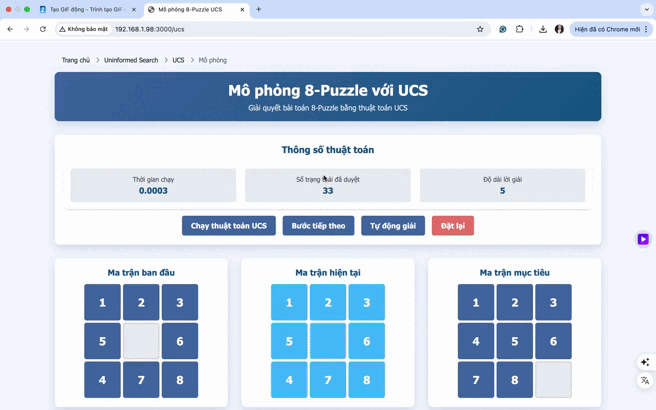 Tạo GIF động - Trình tạo GIF
Mô phỏng 8-Puzzle với UCS
Không bảo mật
192.168.1.98:3000/ucs
Hiện đã có Chrome mới
Trang chủ > Uninformed Search > UCS > Mô phỏng
Mô phỏng 8-Puzzle với UCS
Giải quyết bài toán 8-Puzzle bằng thuật toán UCS
Thông số thuật toán
Thời gian chạy
0.0003
Số trạng thái đã duyệt
33
Độ dài lời giải
5
Chạy thuật toán UCS
Bước tiếp theo
Tự động giải
Đặt lại
Ma trận ban đầu
1 2 3
5 6
4 7 8
Ma trận hiện tại
1 2 3
5 6
4 7 8
Ma trận mục tiêu
1 2 3
4 5 6
7 8